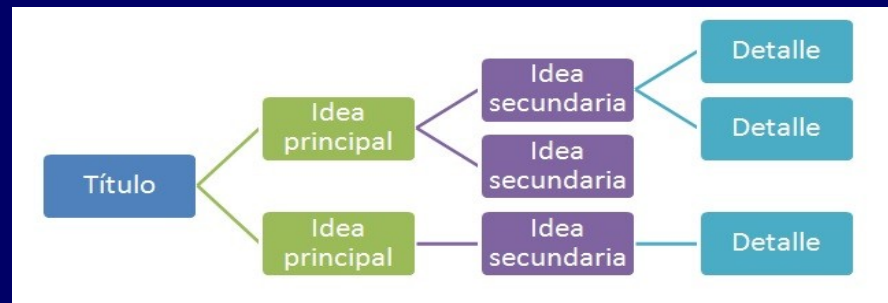 Título
Idea
principal
Idea
secundaria
Detalle
Detalle
Idea
secundaria
Idea
principal
Idea
secundaria
Detalle